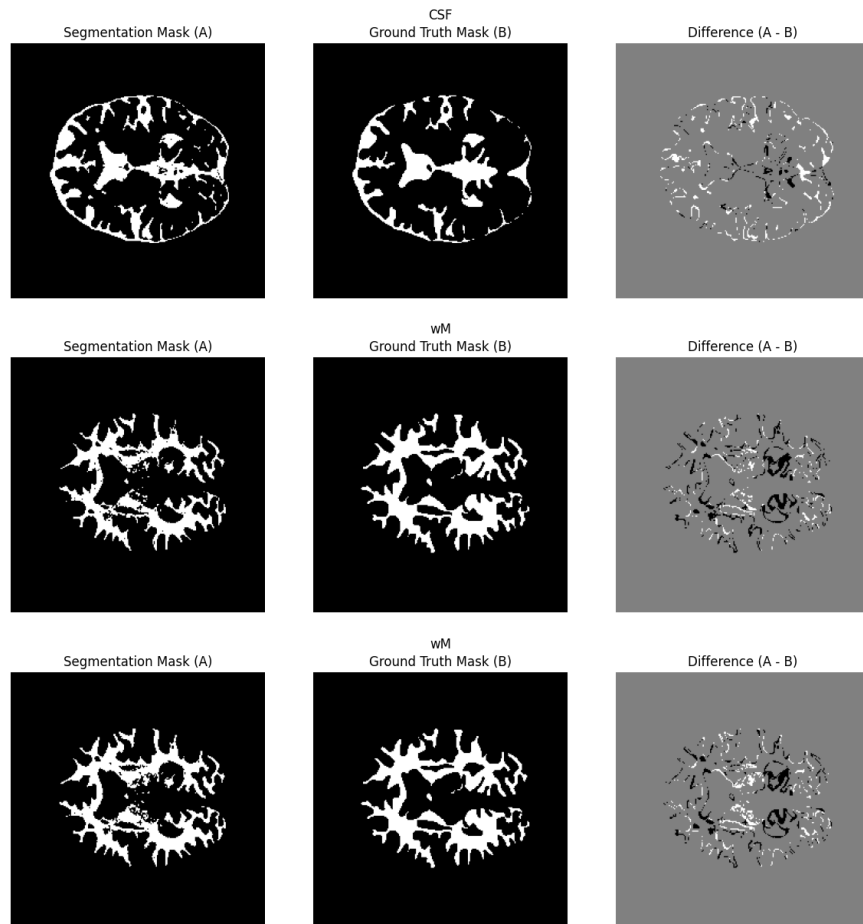 CSF
Segmentation Mask (A) Ground Truth Mask (B) Difference (A - B)
wM
Segmentation Mask (A) Ground Truth Mask (B) Difference (A - B)
wM
Segmentation Mask (A) Ground Truth Mask (B) Difference (A - B)